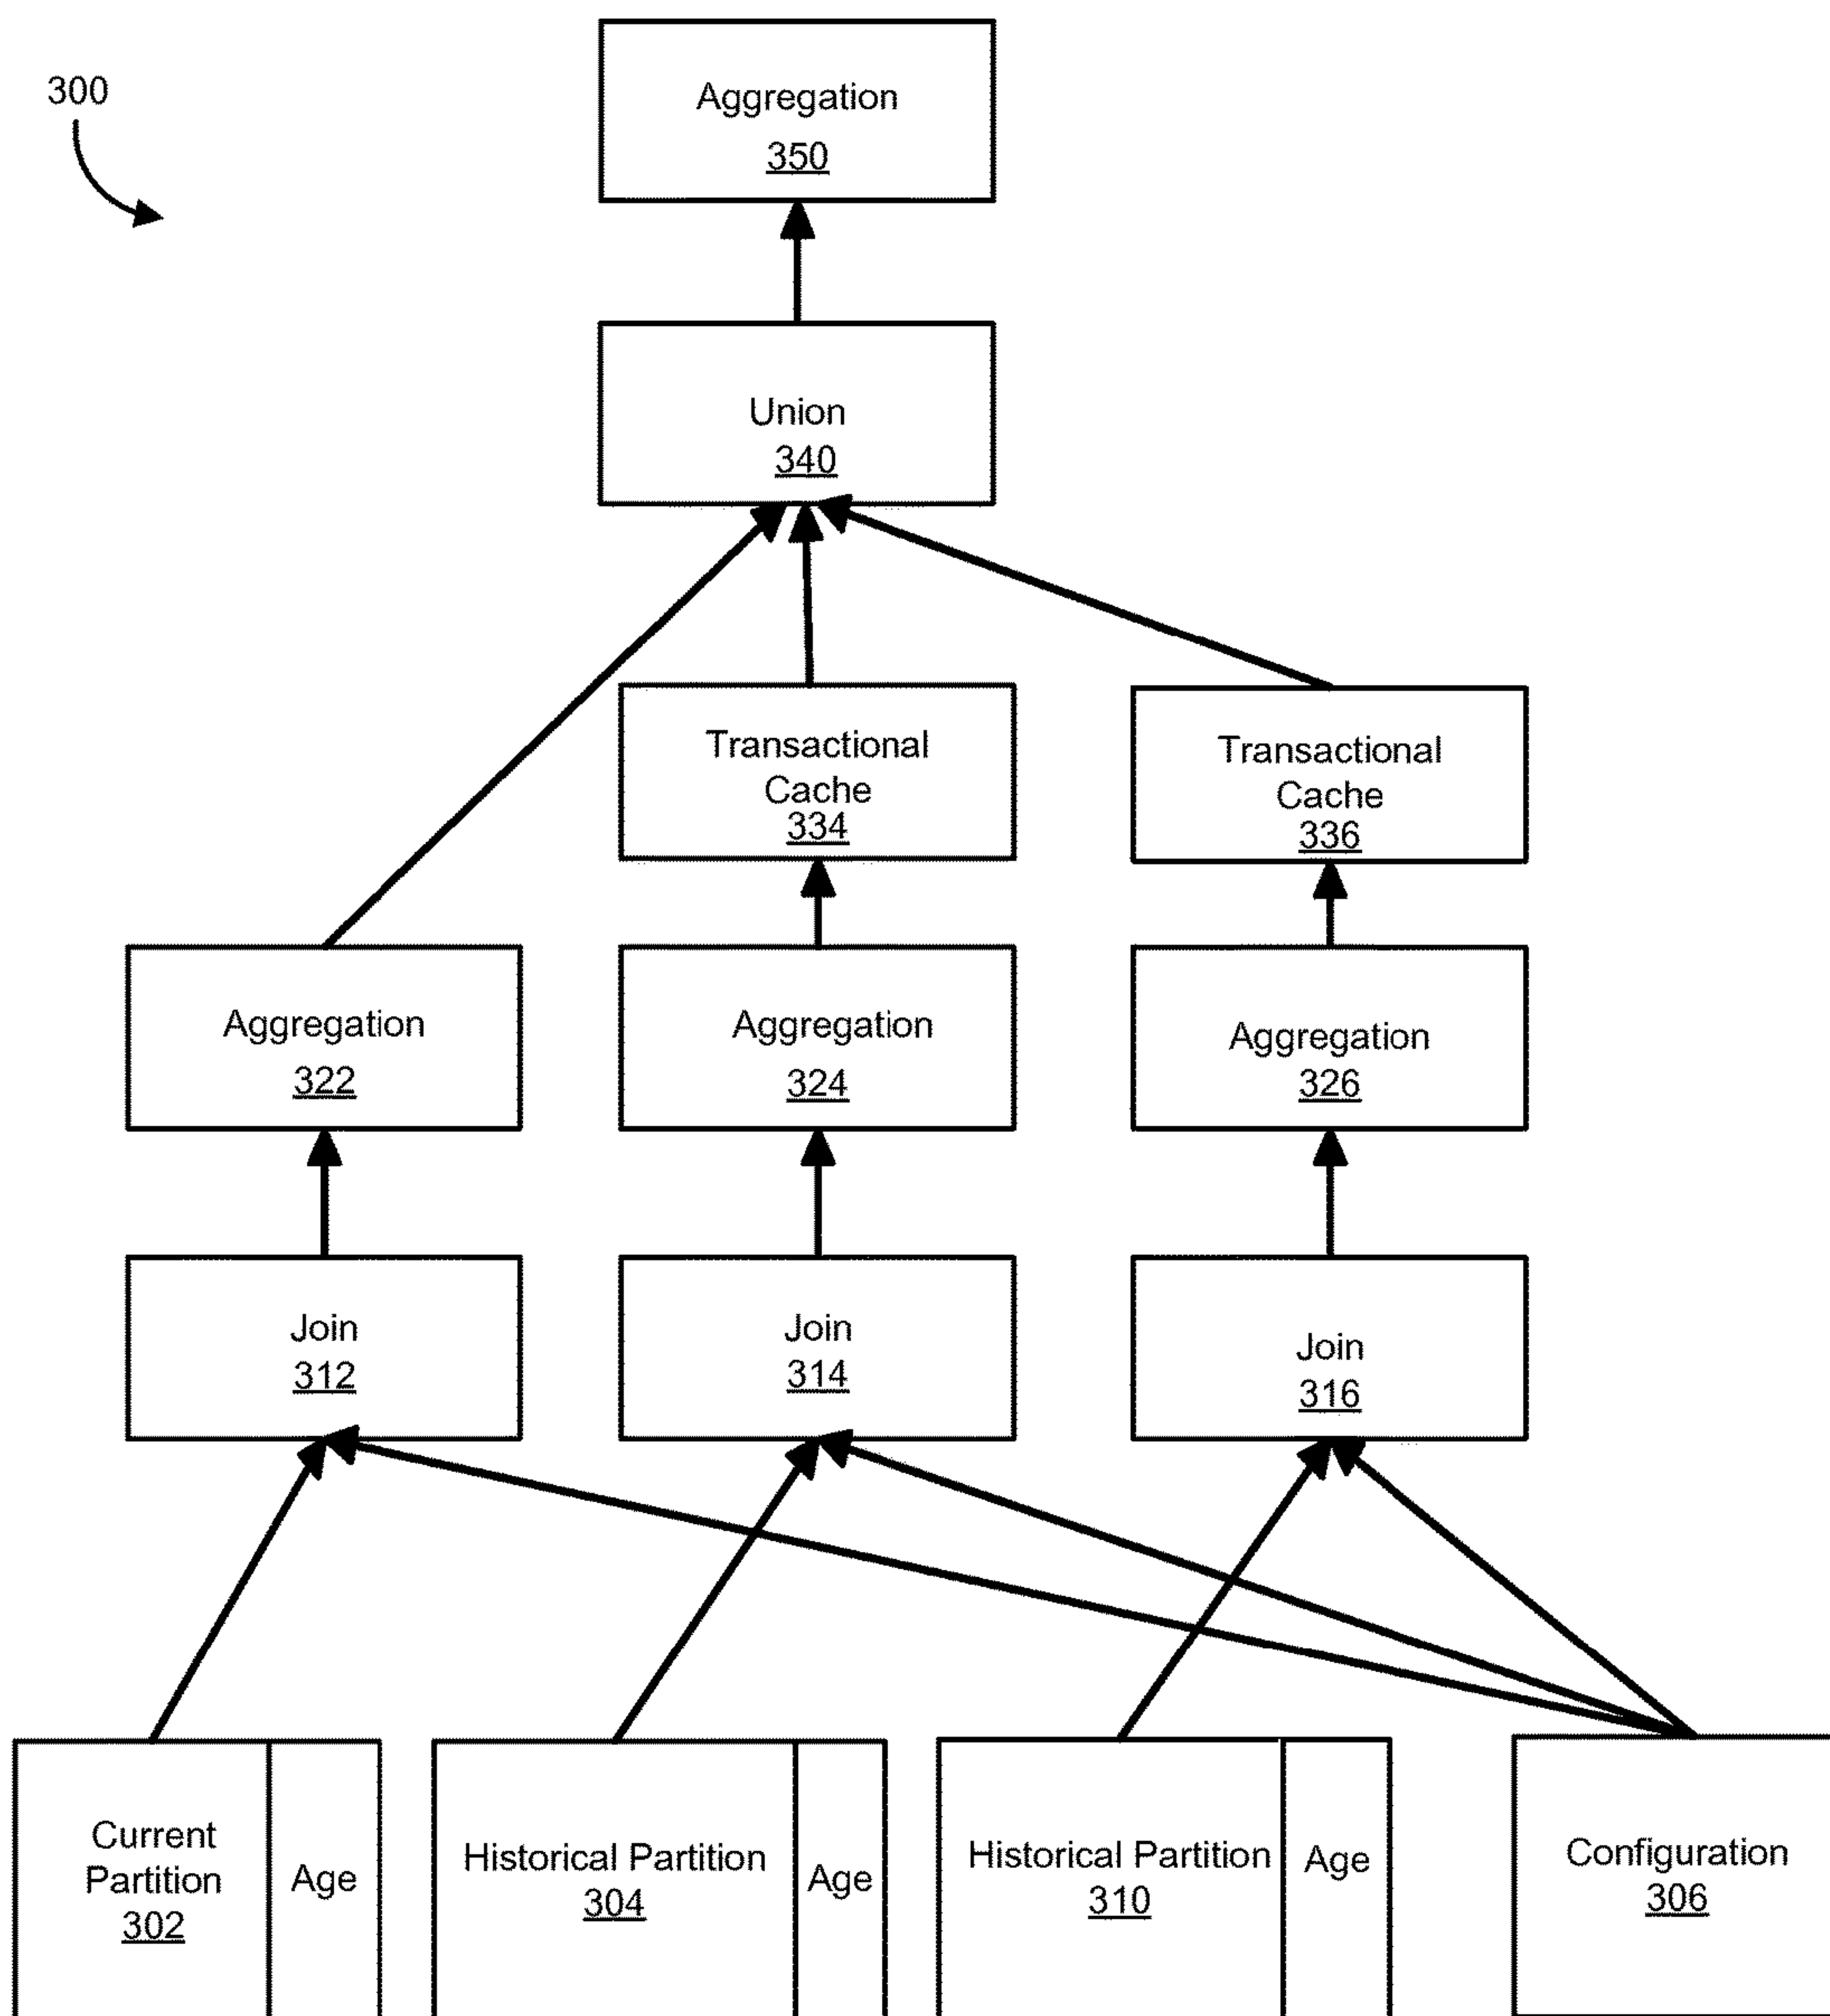 300
Aggregation
350
Union
340
Transactional
Cache
334
Transactional
Cache
336
Aggregation
322
Aggregation
324
Aggregation
326
Join
312
Join
314
Join
316
Current
Partition
302
Age
Historical Partition
304
Age
Historical Partition
310
Age
Configuration
306